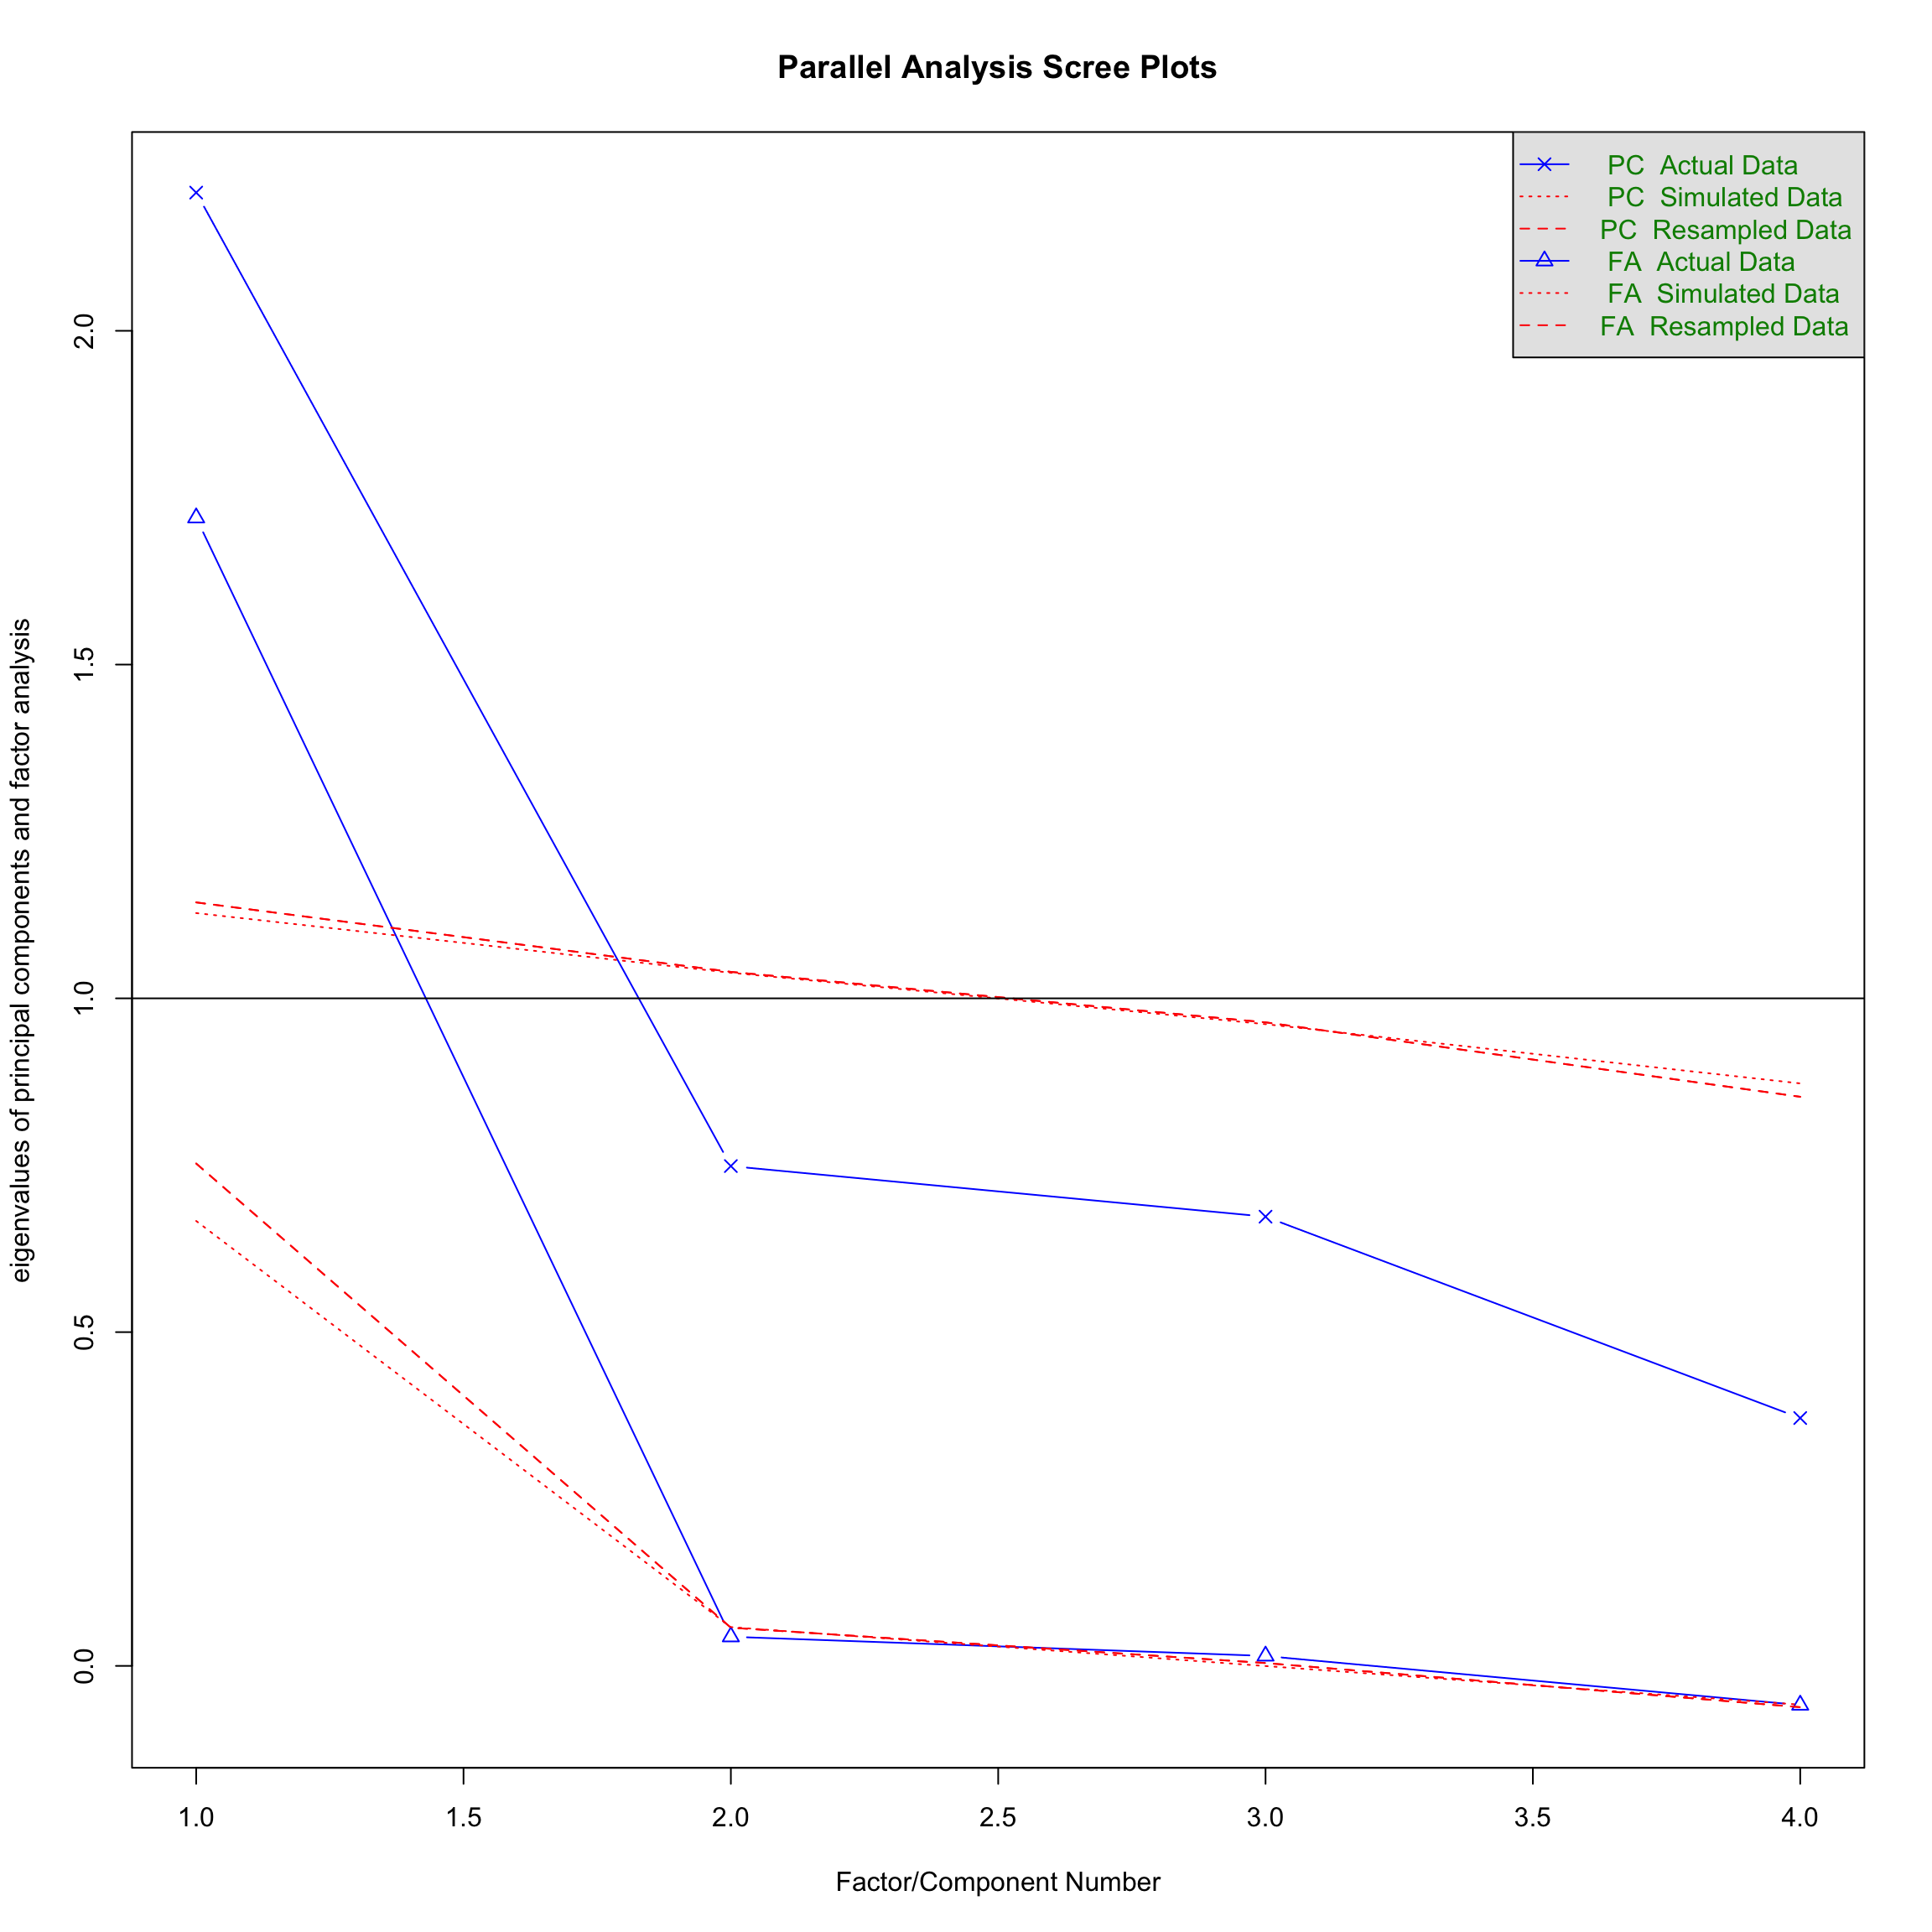 Parallel Analysis Scree Plots
PC  Actual Data
PC  Simulated Data
PC  Resampled Data
FA  Actual Data
FA  Simulated Data
FA  Resampled Data
eigenvalues of principal components and factor analysis
2.0
1.5
1.0
0.5
0.0
1.0 1.5 2.0 2.5 3.0 3.5 4.0
Factor/Component Number